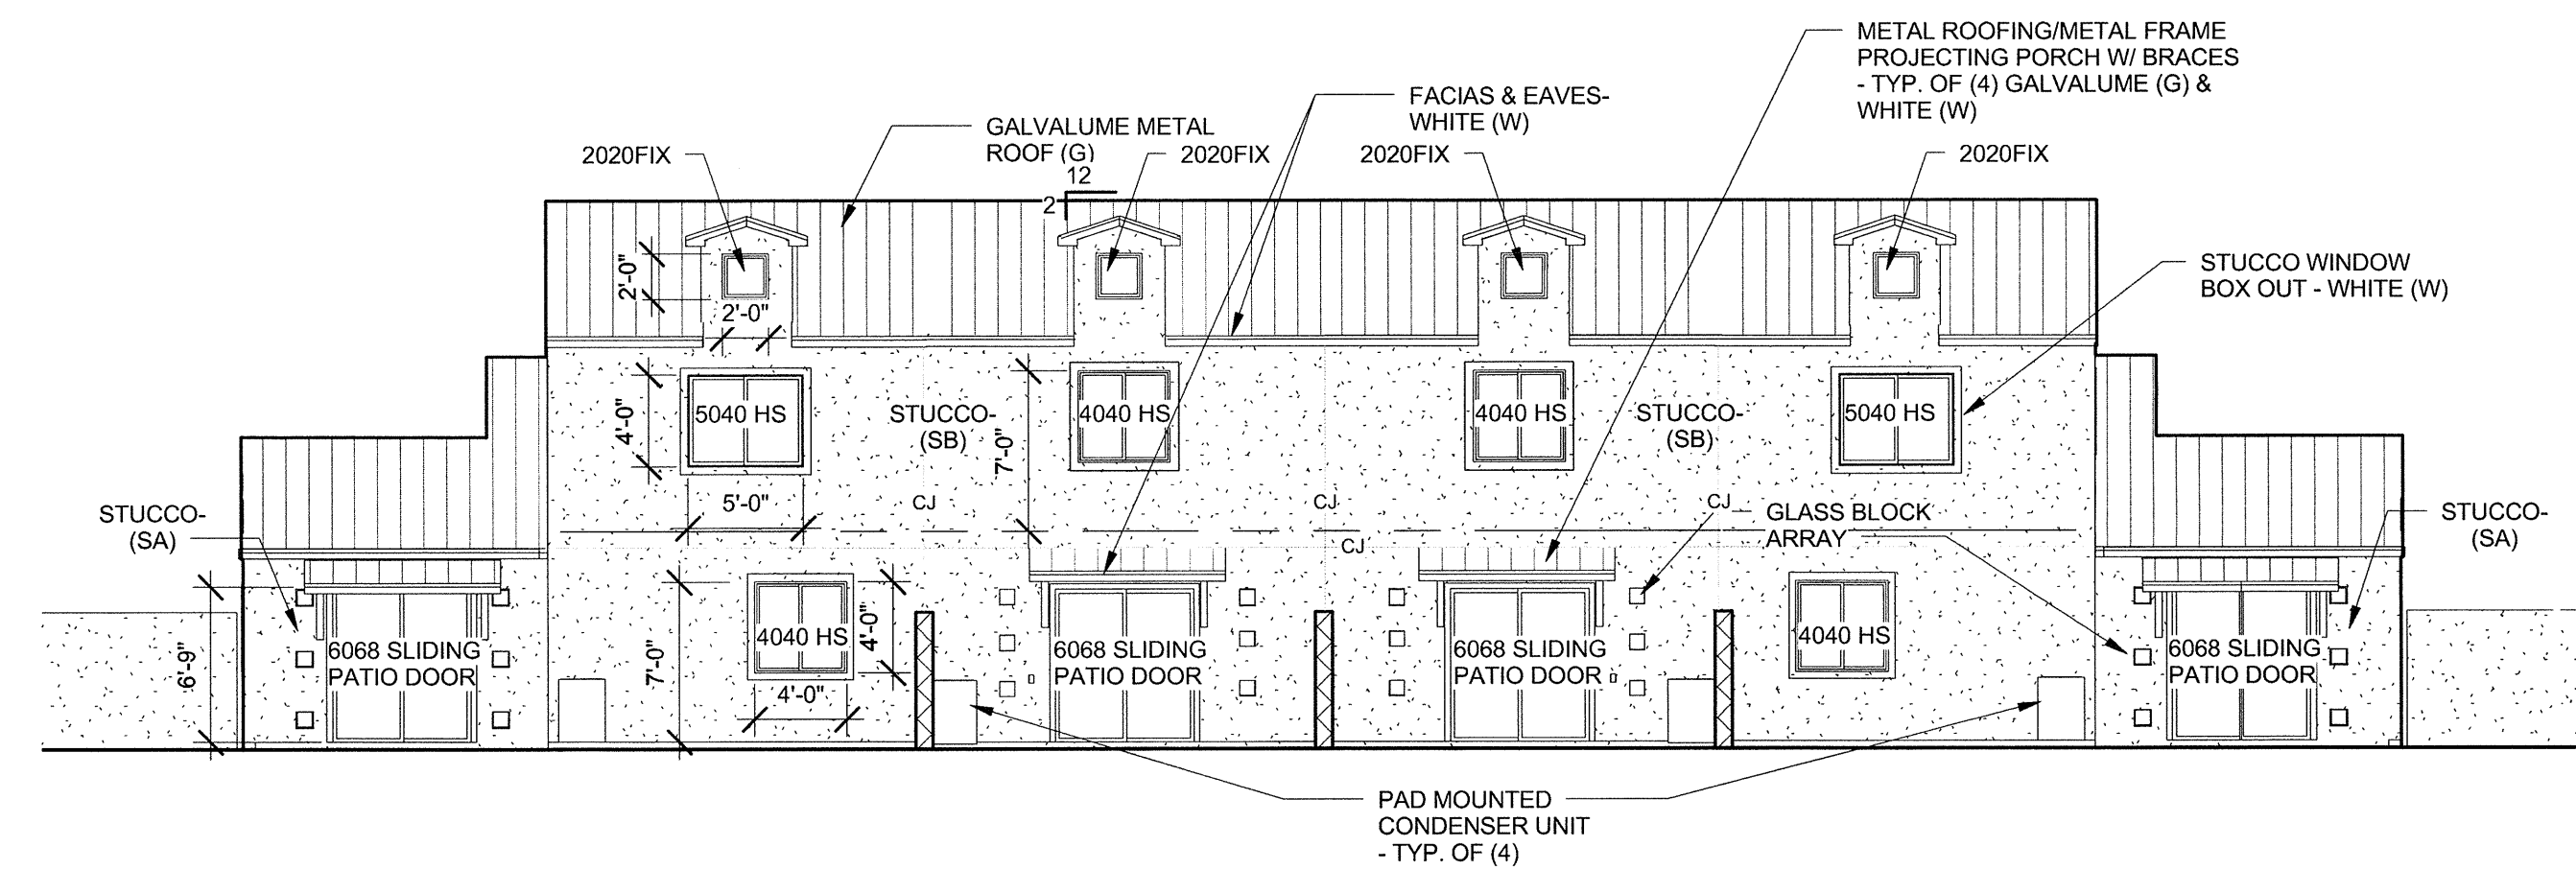 METAL ROOFING/METAL FRAME
PROJECTING PORCH W/ BRACES
- TYP. OF (4) GALVALUME (G) &
WHITE (W)
FACIAS & EAVES-
WHITE (W)
GALVALUME METAL
ROOF (G)
2020FIX
2020FIX
2020FIX
2020FIX
12
2
STUCCO WINDOW
BOX OUT - WHITE (W)
2'-0"
2'-0"
4'-0"
5040 HS
STUCCO-
(SB)
7'-0"
4040 HS
4040 HS
STUCCO-
(SB)
5040 HS
5'-0"
CJ
CJ
CJ
CJ
GLASS BLOCK
ARRAY
STUCCO-
(SA)
STUCCO-
(SA)
6'-9"
6068 SLIDING
PATIO DOOR
7'-0"
4040 HS
4'-0"
4'-0"
6068 SLIDING
PATIO DOOR
6068 SLIDING
PATIO DOOR
4040 HS
6068 SLIDING
PATIO DOOR
PAD MOUNTED
CONDENSER UNIT
- TYP. OF (4)